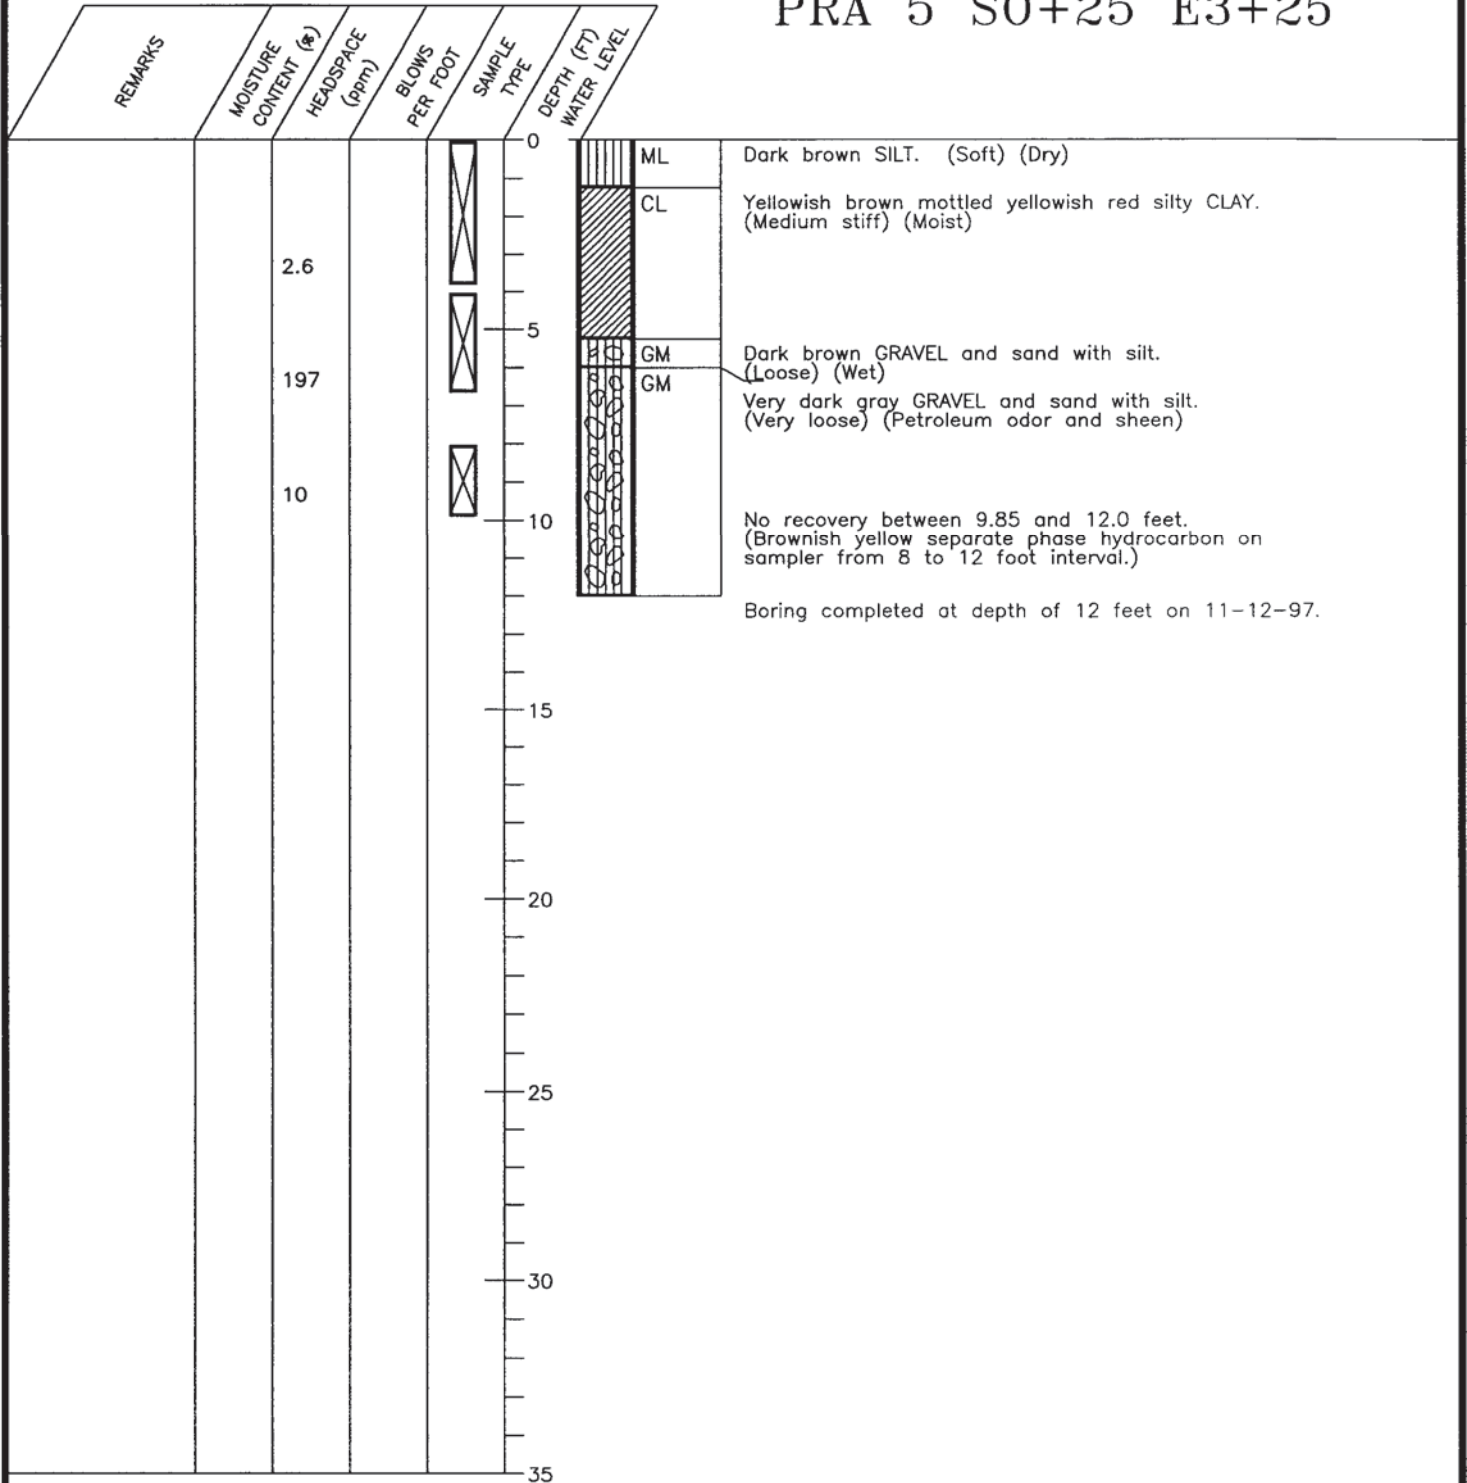 PRA 5 S0+25 E3+25
REMARKS
MOISTURE
CONTENT (%)
HEADSPACE
(ppm)
BLOWS
PER FOOT
SAMPLE
TYPE
DEPTH (FT)
WATER LEVEL
0
ML
Dark brown SILT. (Soft) (Dry)
CL
Yellowish brown mottled yellowish red silty CLAY.
(Medium stiff) (Moist)
2.6
5
GM
Dark brown GRAVEL and sand with silt.
(Loose) (Wet)
197
GM
Very dark gray GRAVEL and sand with silt.
(Very loose) (Petroleum odor and sheen)
10
10
No recovery between 9.85 and 12.0 feet.
(Brownish yellow separate phase hydrocarbon on
sampler from 8 to 12 foot interval.)
Boring completed at depth of 12 feet on 11-12-97.
15
20
25
30
35